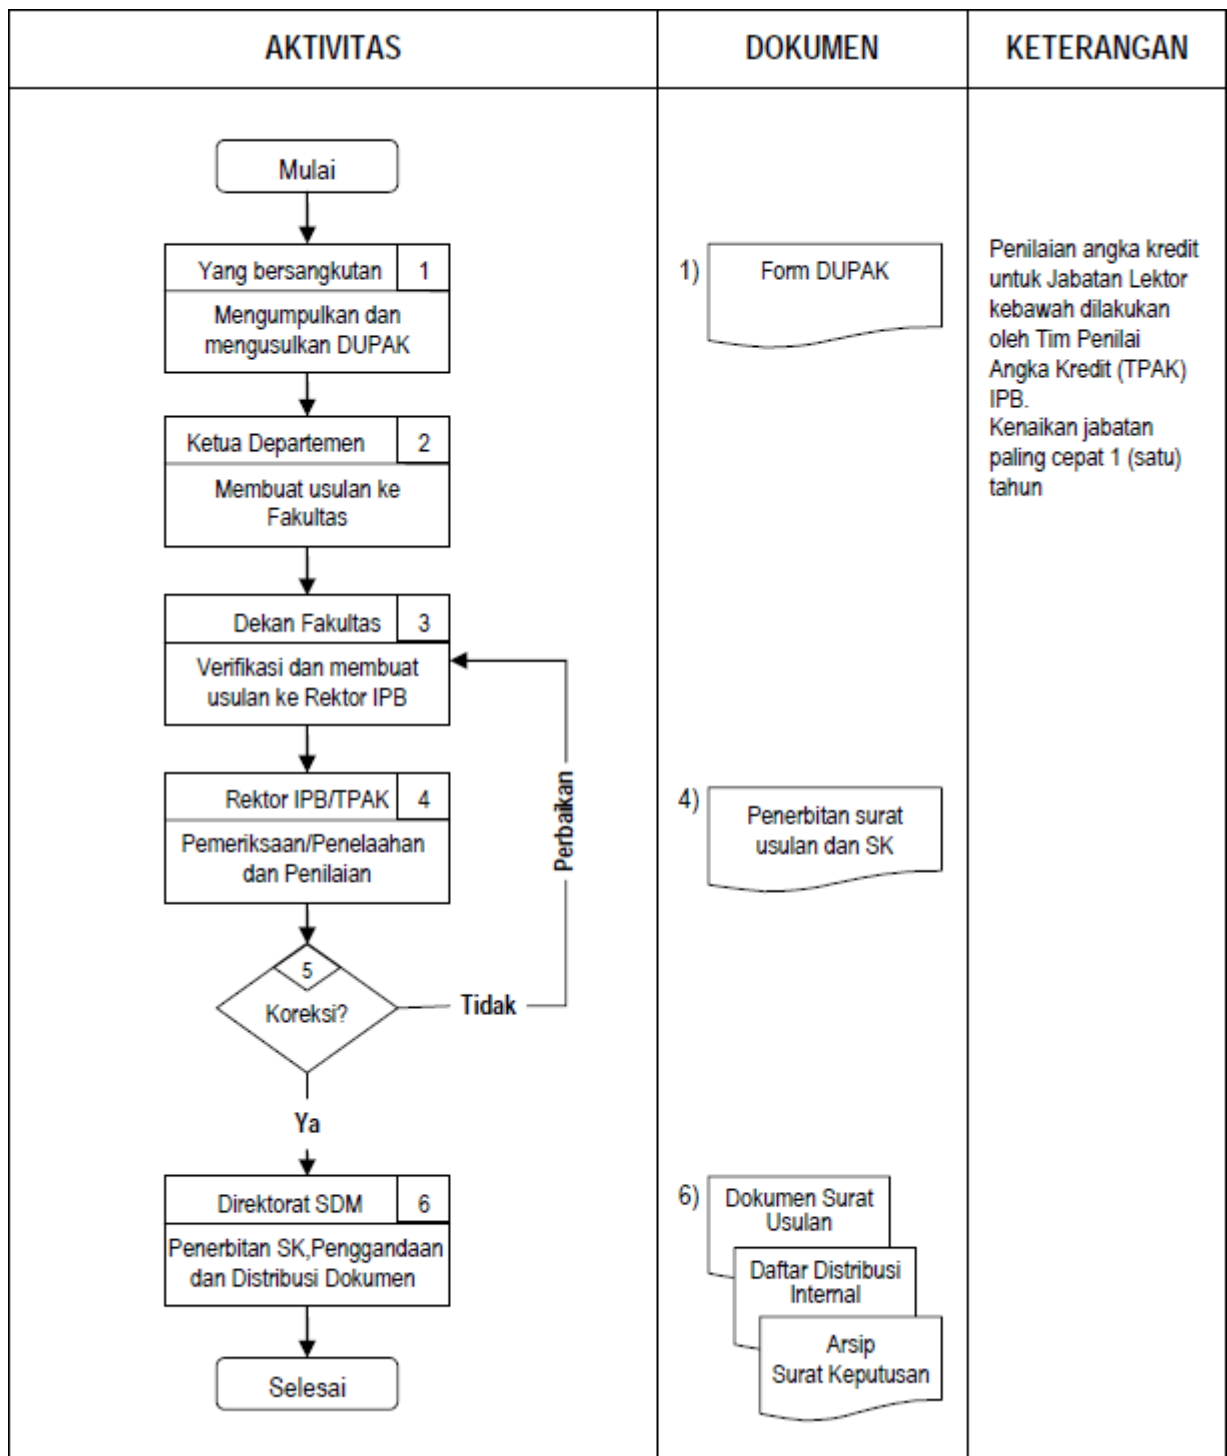 AKTIVITAS
DOKUMEN
KETERANGAN
Mulai
Yang bersangkutan
1
Mengumpulkan dan
mengusulkan DUPAK
1)
Form DUPAK
Penilaian angka kredit
untuk Jabatan Lektor
kebawah dilakukan
oleh Tim Penilai
Angka Kredit (TPAK)
IPB.
Kenaikan jabatan
paling cepat 1 (satu)
tahun
Ketua Departemen
2
Membuat usulan ke
Fakultas
Dekan Fakultas
3
Verifikasi dan membuat
usulan ke Rektor IPB
Rektor IPB/TPAK
4
Pemeriksaan/Penelaahan
dan Penilaian
Perbaikan
4)
Penerbitan surat
usulan dan SK
5
Koreksi?
Tidak
Ya
Direktorat SDM
6
Penerbitan SK,Penggandaan
dan Distribusi Dokumen
6)
Dokumen Surat
Usulan
Daftar Distribusi
Internal
Arsip
Surat Keputusan
Selesai